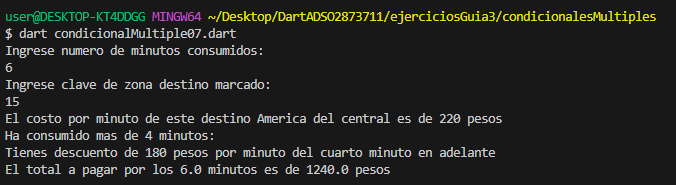 user@DESKTOP-KT4DDGG MINGW64 ~/Desktop/DartADSO2873711/ejerciciosGuia3/condicionalesMultiples
$ dart condicionalMultiple07.dart
Ingrese numero de minutos consumidos:
6
Ingrese clave de zona destino marcado:
15
El costo por minuto de este destino America del central es de 220 pesos
Ha consumido mas de 4 minutos:
Tienes descuento de 180 pesos por minuto del cuarto minuto en adelante
El total a pagar por los 6.0 minutos es de 1240.0 pesos